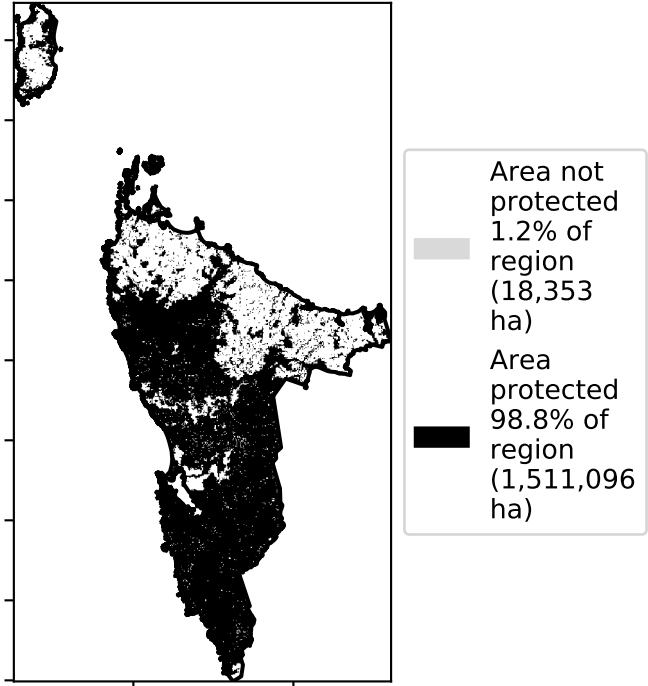 Area not
protected
1.2% of
region
(18,353
ha)
Area
protected
98.8% of
region
(1,511,096
ha)